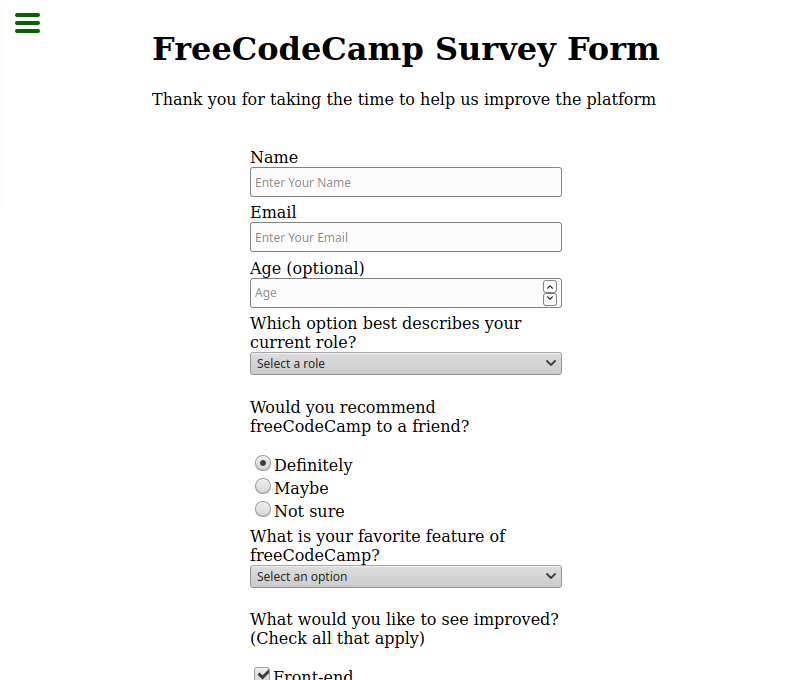 FreeCodeCamp Survey Form
Thank you for taking the time to help us improve the platform
Name
Enter Your Name
Email
Enter Your Email
Age (optional)
Age
Which option best describes your
current role?
Select a role
Would you recommend
freeCodeCamp to a friend?
Definitely
Maybe
Not sure
What is your favorite feature of
freeCodeCamp?
Select an option
What would you like to see improved?
(Check all that apply)
Front-end